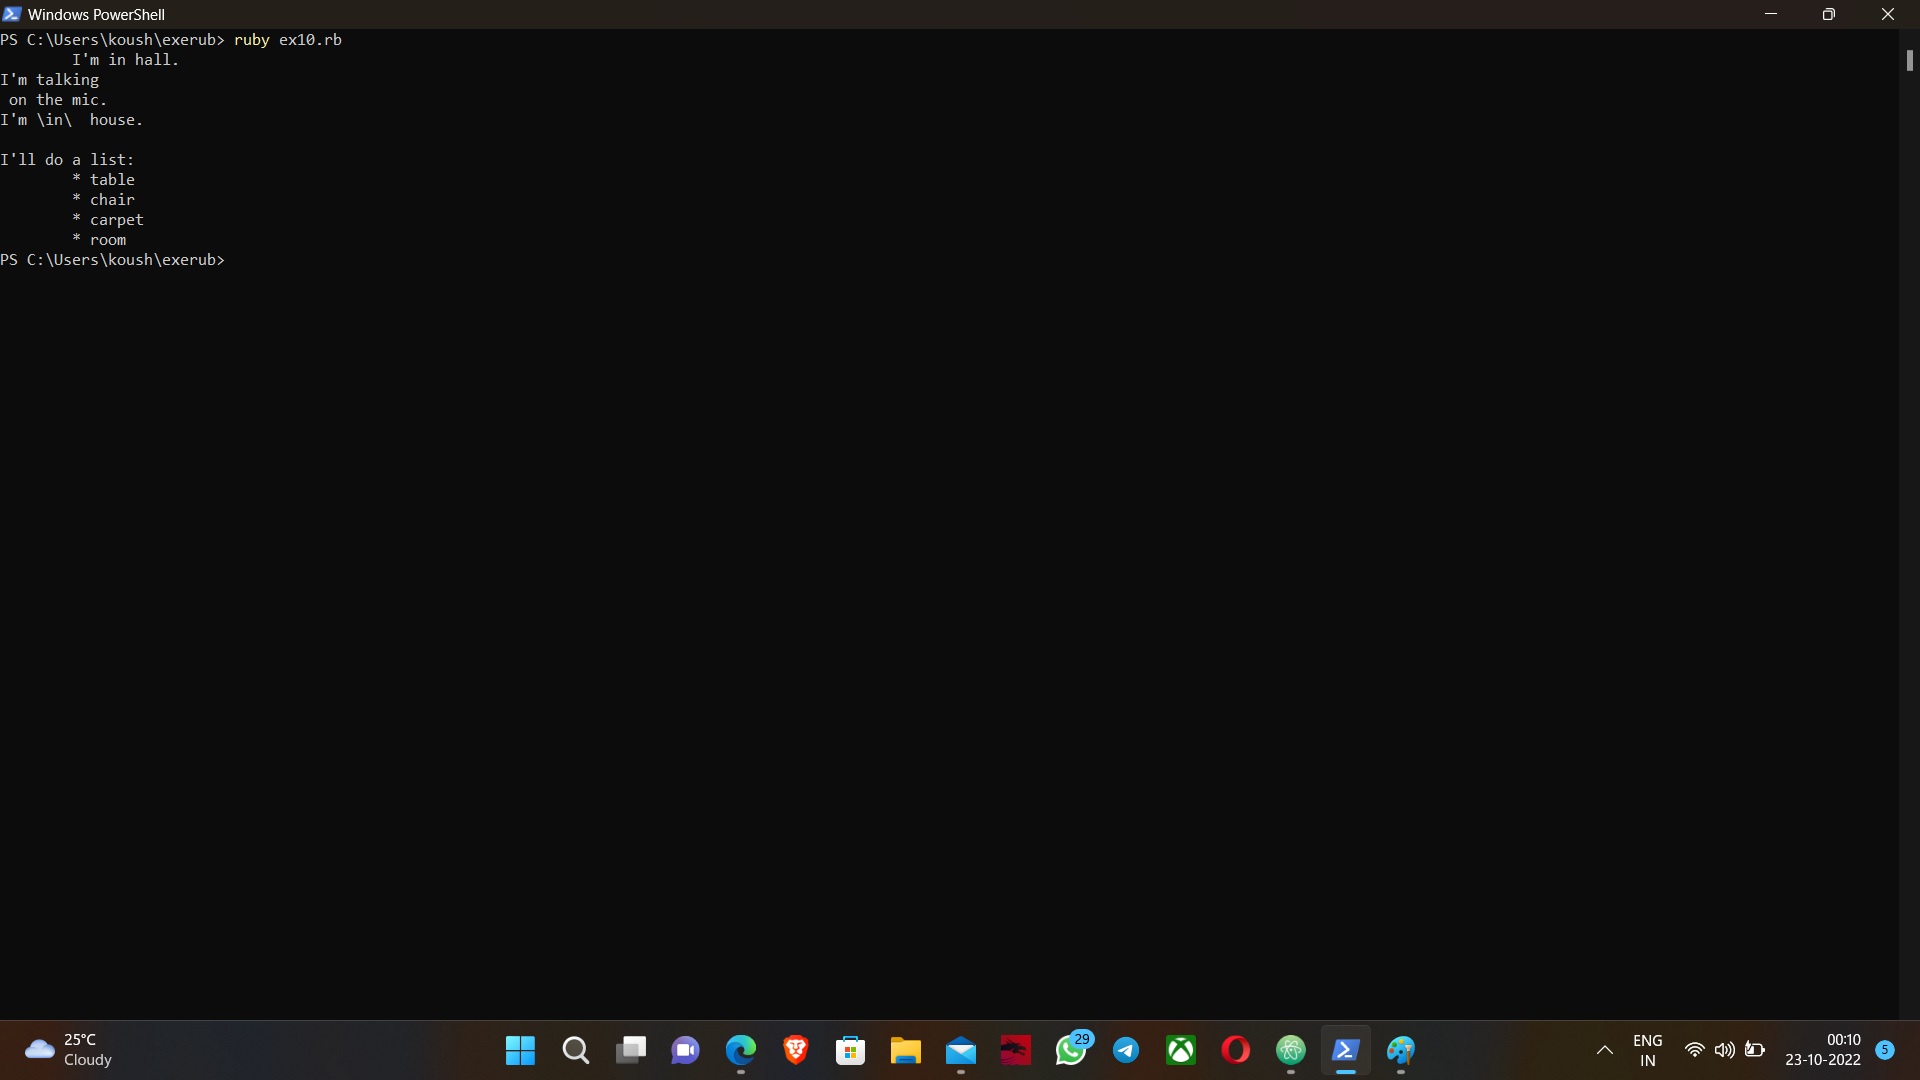 Windows PowerShell
PS C:\Users\koush\exerub> ruby ex10.rb
        I'm in hall.
I'm talking
 on the mic.
I'm \in\  house.

I'll do a list:
        * table
        * chair
        * carpet
        * room
PS C:\Users\koush\exerub>
25°C
Cloudy
29
ENG
IN
00:10
23-10-2022
5